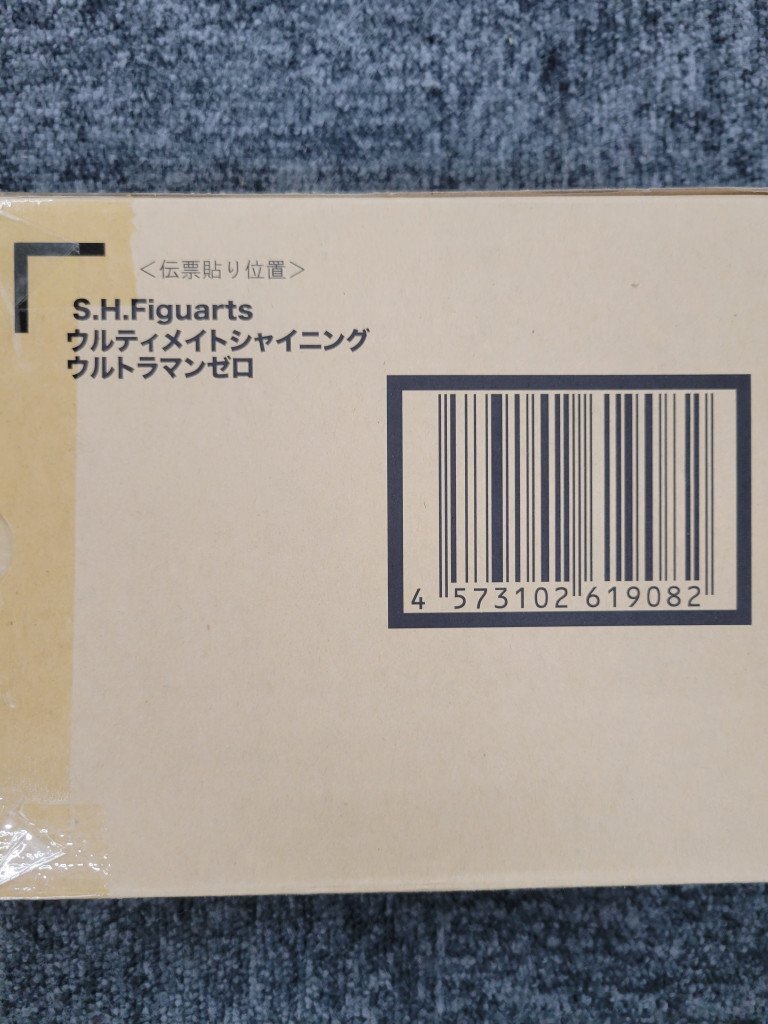 ＜伝票貼り位置＞
S.H.Figuarts
ウルティメイトシャイニング
ウルトラマンゼロ
4 573102 619082